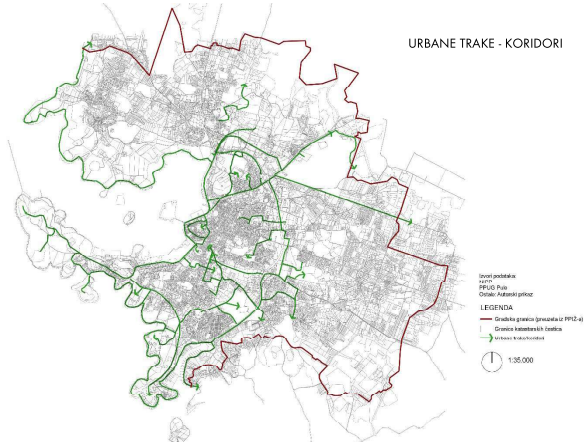 URBANE TRAKE - KORIDORI
Izvori podataka:
PPUG Pula
Ostalo: Autorski prikaz
LEGENDA
Gradska granica (preuzeta iz PPIŽ-a)
Granice katastarskih čestica
Urbane trake/koridori
1:35.000